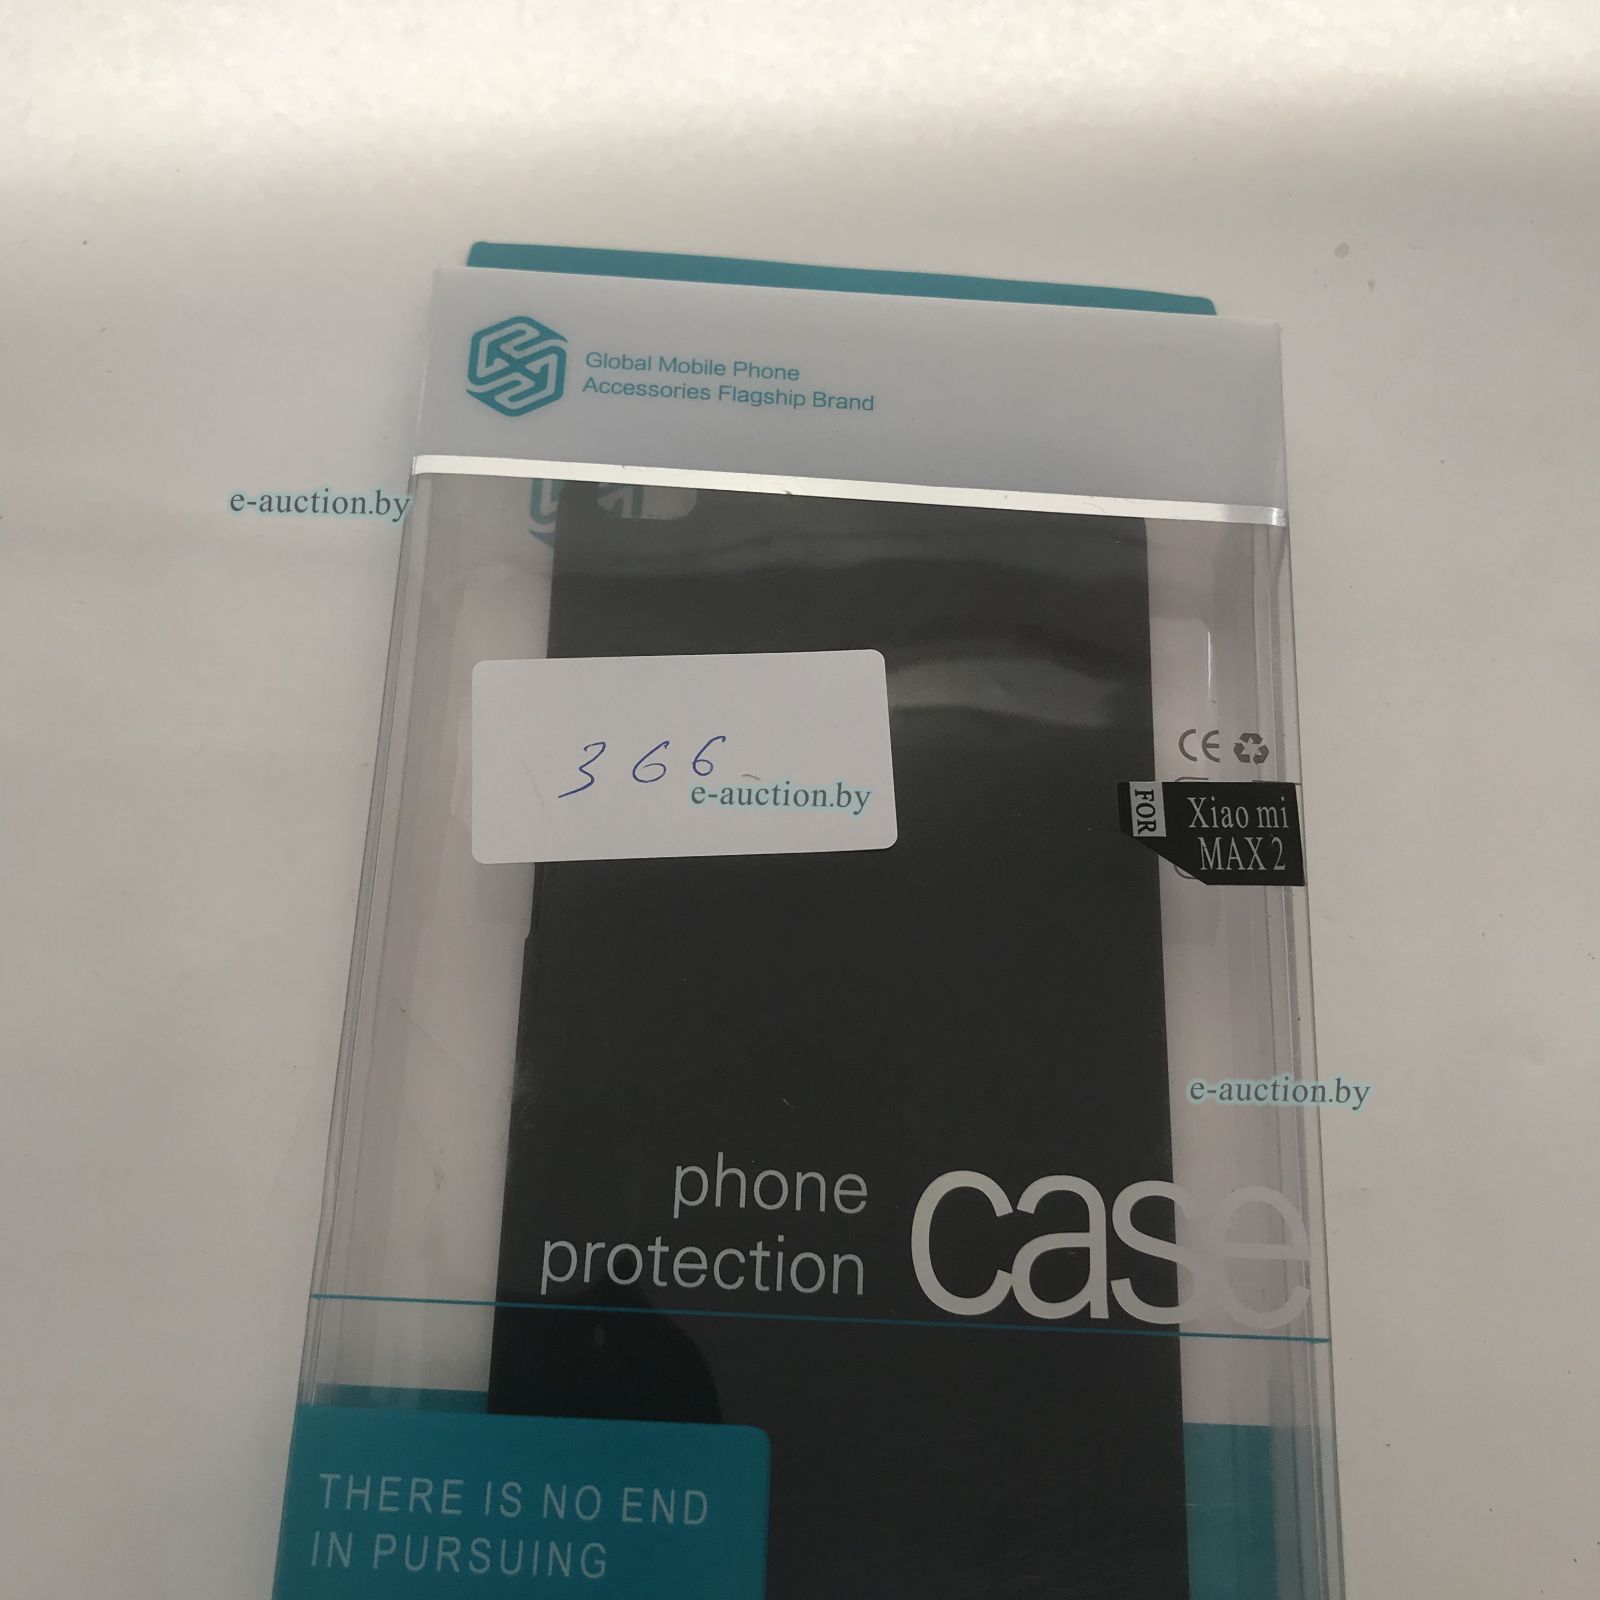 Global Mobile Phone
Accessories Flagship Brand
e-auction.by
366
e-auction.by
CE
FOR
Xiao mi
MAX 2
e-auction.by
phone
protection
case
THERE IS NO END
IN PURSUING